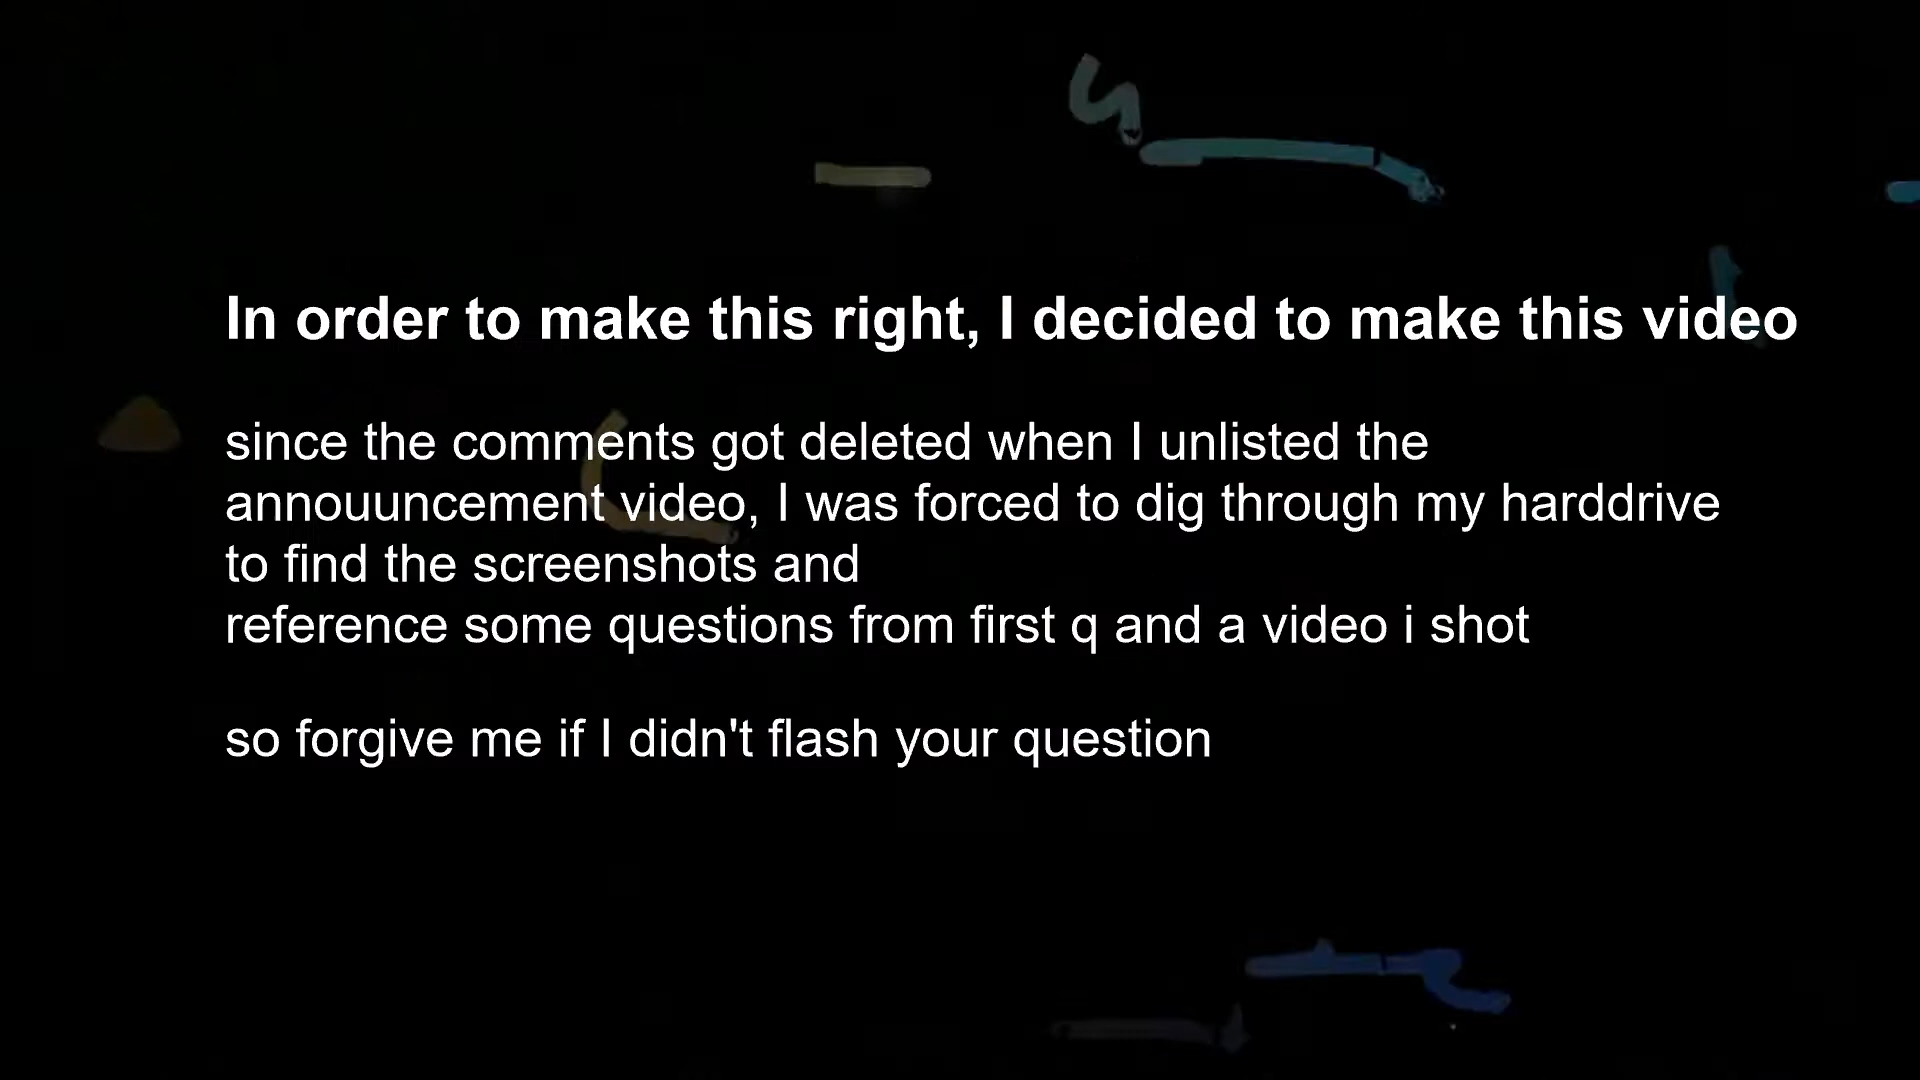 In order to make this right, I decided to make this video
since the comments got deleted when I unlisted the
annouuncement video, I was forced to dig through my harddrive
to find the screenshots and
reference some questions from first q and a video i shot
so forgive me if I didn't flash your question